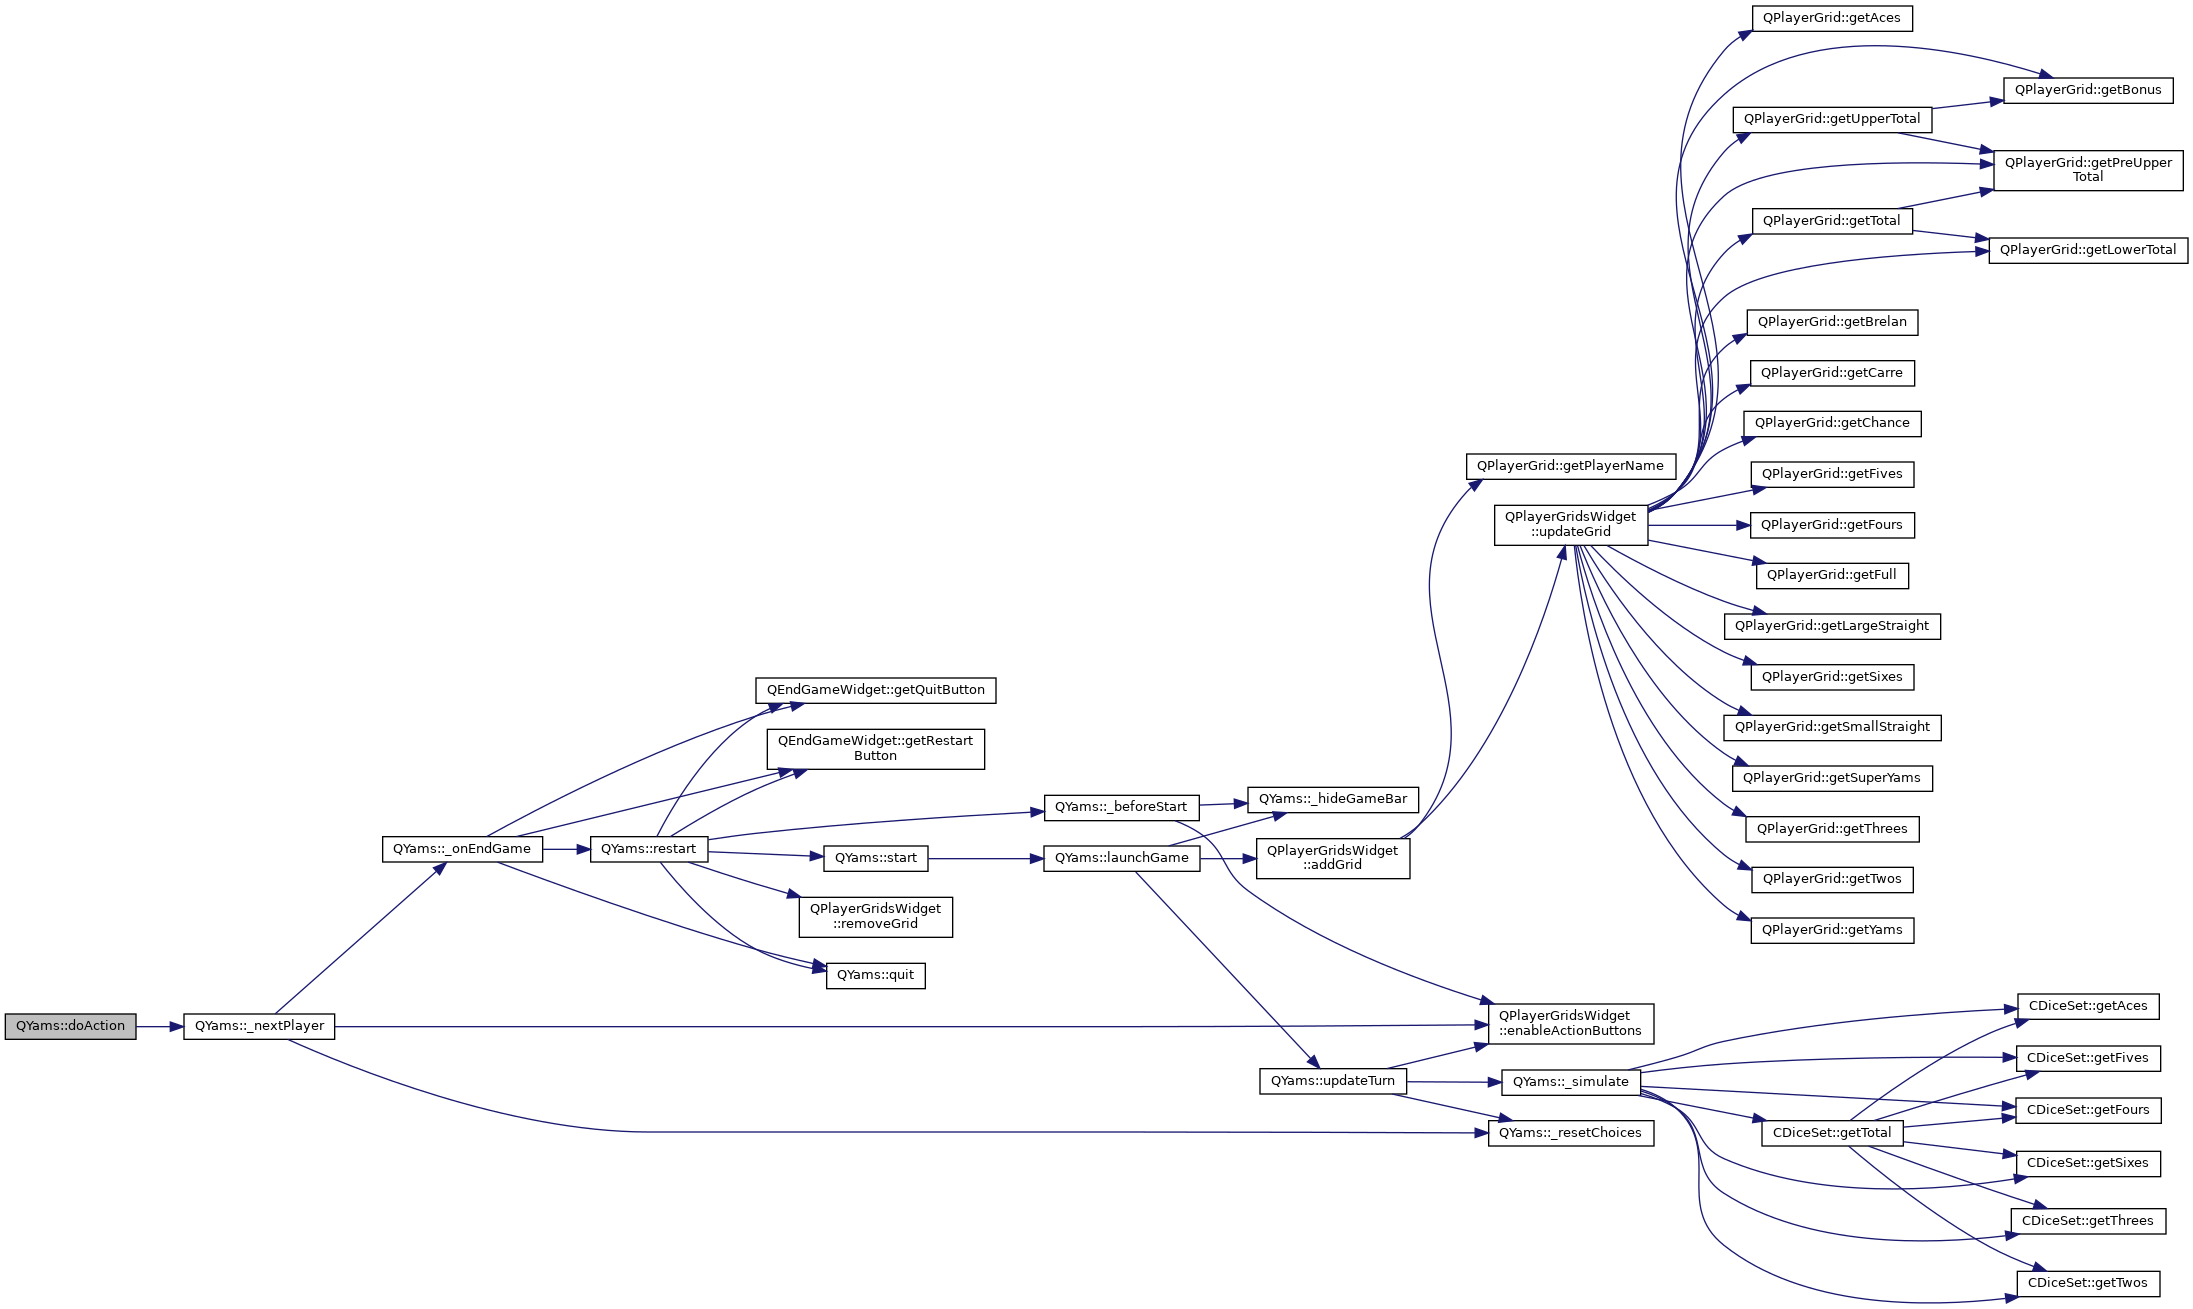 QYams::doAction
QYams::_nextPlayer
QYams::_onEndGame
QYams::restart
QEndGameWidget::getQuitButton
QEndGameWidget::getRestart
Button
QYams::start
QPlayerGridsWidget
::removeGrid
QYams::quit
QYams::_beforeStart
QYams::launchGame
QYams::_hideGameBar
QPlayerGridsWidget
::addGrid
QYams::updateTurn
QPlayerGrid::getPlayerName
QPlayerGridsWidget
::updateGrid
QPlayerGridsWidget
::enableActionButtons
QYams::_simulate
QYams::_resetChoices
QPlayerGrid::getAces
QPlayerGrid::getUpperTotal
QPlayerGrid::getTotal
QPlayerGrid::getBrelan
QPlayerGrid::getCarre
QPlayerGrid::getChance
QPlayerGrid::getFives
QPlayerGrid::getFours
QPlayerGrid::getFull
QPlayerGrid::getLargeStraight
QPlayerGrid::getSixes
QPlayerGrid::getSmallStraight
QPlayerGrid::getSuperYams
QPlayerGrid::getThrees
QPlayerGrid::getTwos
QPlayerGrid::getYams
CDiceSet::getTotal
QPlayerGrid::getBonus
QPlayerGrid::getPreUpper
Total
QPlayerGrid::getLowerTotal
CDiceSet::getAces
CDiceSet::getFives
CDiceSet::getFours
CDiceSet::getSixes
CDiceSet::getThrees
CDiceSet::getTwos